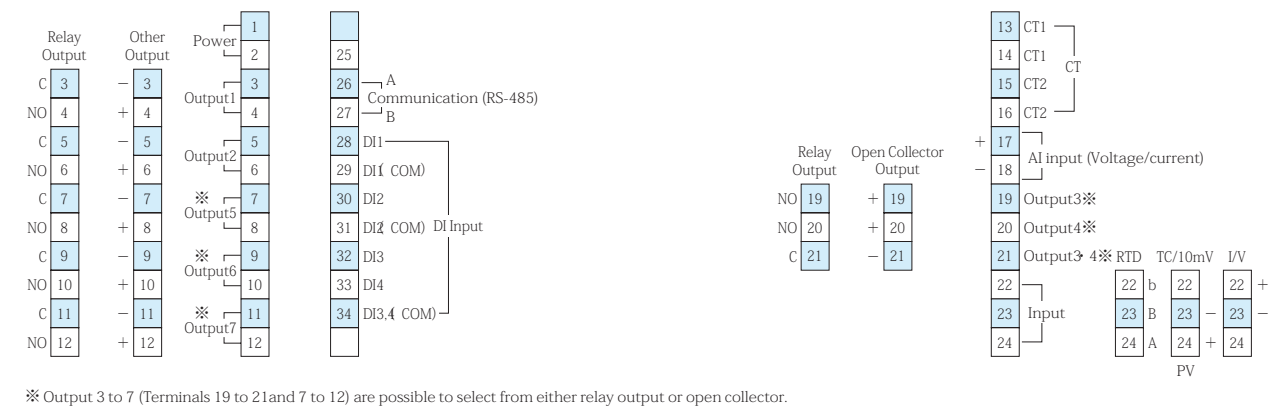 Relay Output
Other Output
C 3 − 3
NO 4 + 4
C 5 − 5
NO 6 + 6
C 7 − 7
NO 8 + 8
C 9 − 9
NO 10 + 10
C 11 − 11
NO 12 + 12
Power 1
2
Output1 3
4
Output2 5
6
※ Output5 7
8
※ Output6 9
10
※ Output7 11
12
25
26 A
Communication (RS-485)
27 B
28 DI1
29 DI1( COM)
30 DI2
31 DI2( COM) DI Input
32 DI3
33 DI4
34 DI3,4( COM)
13 CT1
14 CT1
CT
15 CT2
16 CT2
+ 17
AI input (Voltage/current)
− 18
19 Output3※
20 Output4※
21 Output3・4※
22
23 Input
24
Relay Output
Open Collector Output
NO 19 + 19
NO 20 + 20
C 21 − 21
RTD TC/10mV I/V
22 b 22 22 +
23 B 23 − 23 −
24 A 24 + 24
PV
※ Output 3 to 7 (Terminals 19 to 21and 7 to 12) are possible to select from either relay output or open collector.